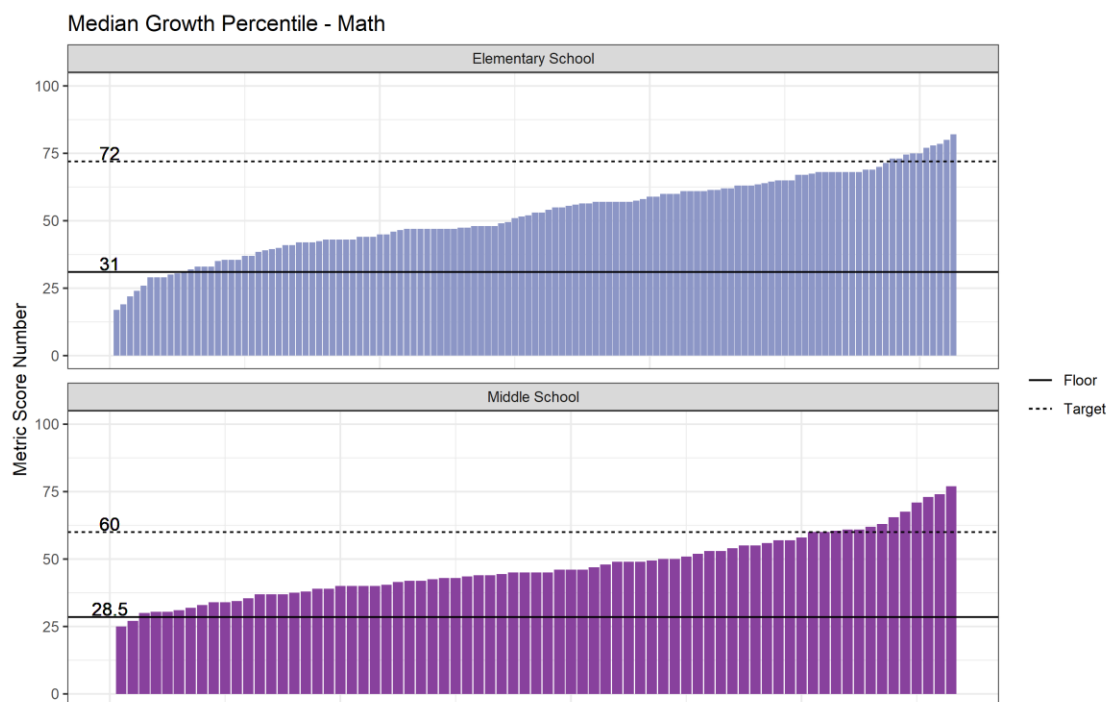 Median Growth Percentile - Math
Elementary School
100
75
72
50
31
25
0
Metric Score Number
Middle School
100
75
60
50
28.5
25
0
Floor
Target